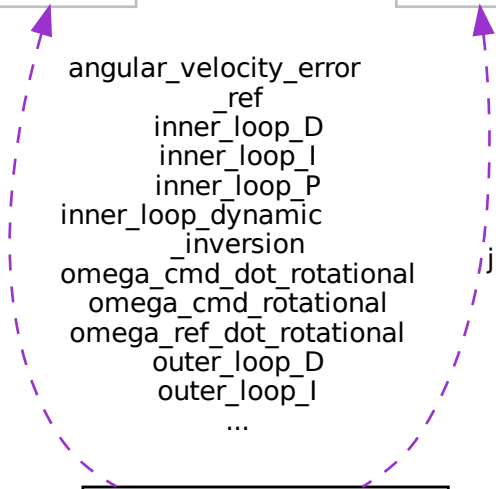 angular_velocity_error
_ref
inner_loop_D
inner_loop_I
inner_loop_P
inner_loop_dynamic
_inversion
omega_cmd_dot_rotational
omega_cmd_rotational
omega_ref_dot_rotational
outer_loop_D
outer_loop_I
...
j